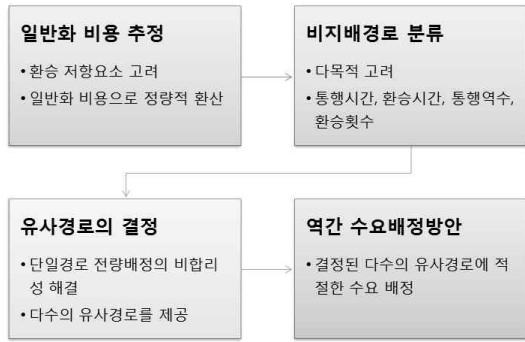 일반화 비용 추정
• 환승 저항요소 고려
• 일반화 비용으로 정량적 환산
비지배경로 분류
• 다목적 고려
• 통행시간, 환승시간, 통행역수,
환승횟수
유사경로의 결정
• 단일경로 전량배정의 비합리
성 해결
• 다수의 유사경로를 제공
역간 수요배정방안
• 결정된 다수의 유사경로에 적
절한 수요 배정